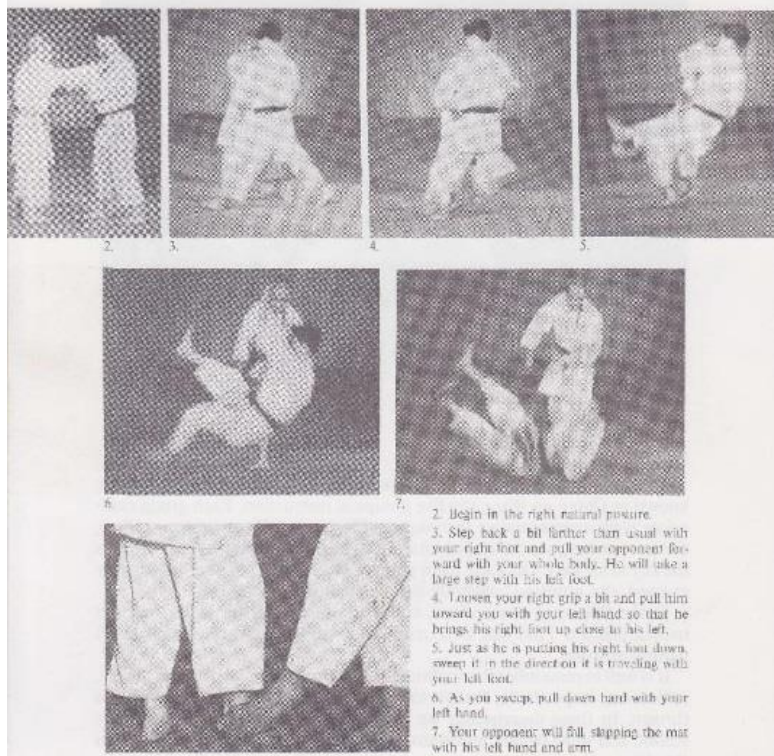 2.
3.
4.
5.
6.
7.
2. Begin in the right natural posture.
3. Step back a bit farther than usual with
your right foot and pull your opponent for-
ward with your whole body. He will take a
large step with his left foot.
4. Loosen your right grip a bit and pull him
toward you with your left hand so that he
brings his right foot up close to his left.
5. Just as he is putting his right foot down,
sweep it in the direction it is traveling with
your left foot.
6. As you sweep, pull down hard with your
left hand.
7. Your opponent will fall, slapping the mat
with his left hand and arm.